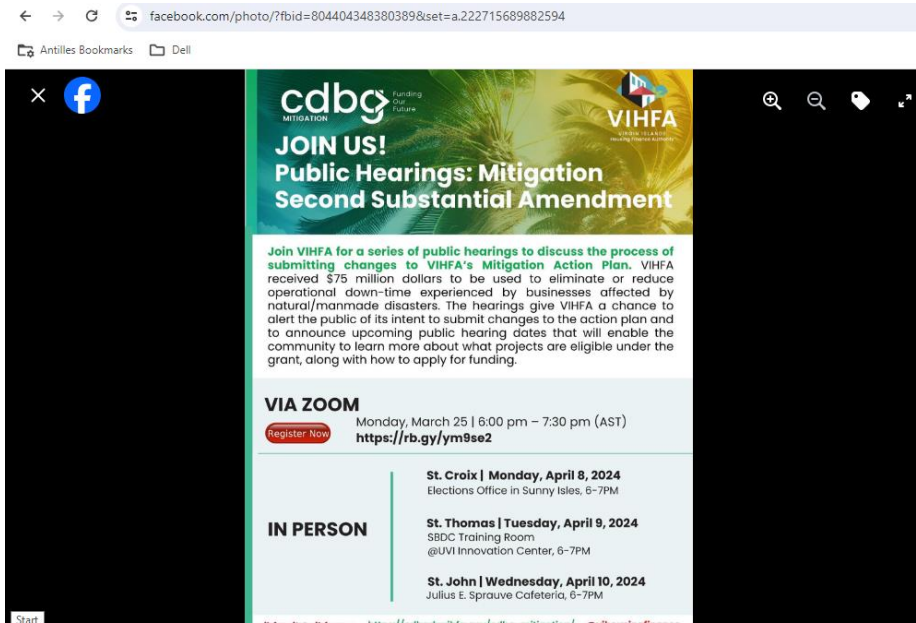 facebook.com/photo/?fbid=804404348380389&set=a.222715689882594
Antilles Bookmarks
Dell
cdbg
Funding
Our
Future
MITIGATION
VIHFA
VIRGIN ISLANDS
Housing Finance Authority
JOIN US!
Public Hearings: Mitigation
Second Substantial Amendment
Join VIHFA for a series of public hearings to discuss the process of
submitting changes to VIHFA's Mitigation Action Plan. VIHFA
received $75 million dollars to be used to eliminate or reduce
operational down-time experienced by businesses affected by
natural/manmade disasters. The hearings give VIHFA a chance to
alert the public of its intent to submit changes to the action plan and
to announce upcoming public hearing dates that will enable the
community to learn more about what projects are eligible under the
grant, along with how to apply for funding.
VIA ZOOM
Register Now
Monday, March 25 | 6:00 pm – 7:30 pm (AST)
https://rb.gy/ym9se2
IN PERSON
St. Croix | Monday, April 8, 2024
Elections Office in Sunny Isles, 6-7PM
St. Thomas | Tuesday, April 9, 2024
SBDC Training Room
@UVI Innovation Center, 6-7PM
St. John | Wednesday, April 10, 2024
Julius E. Sprauve Cafeteria, 6-7PM
Start